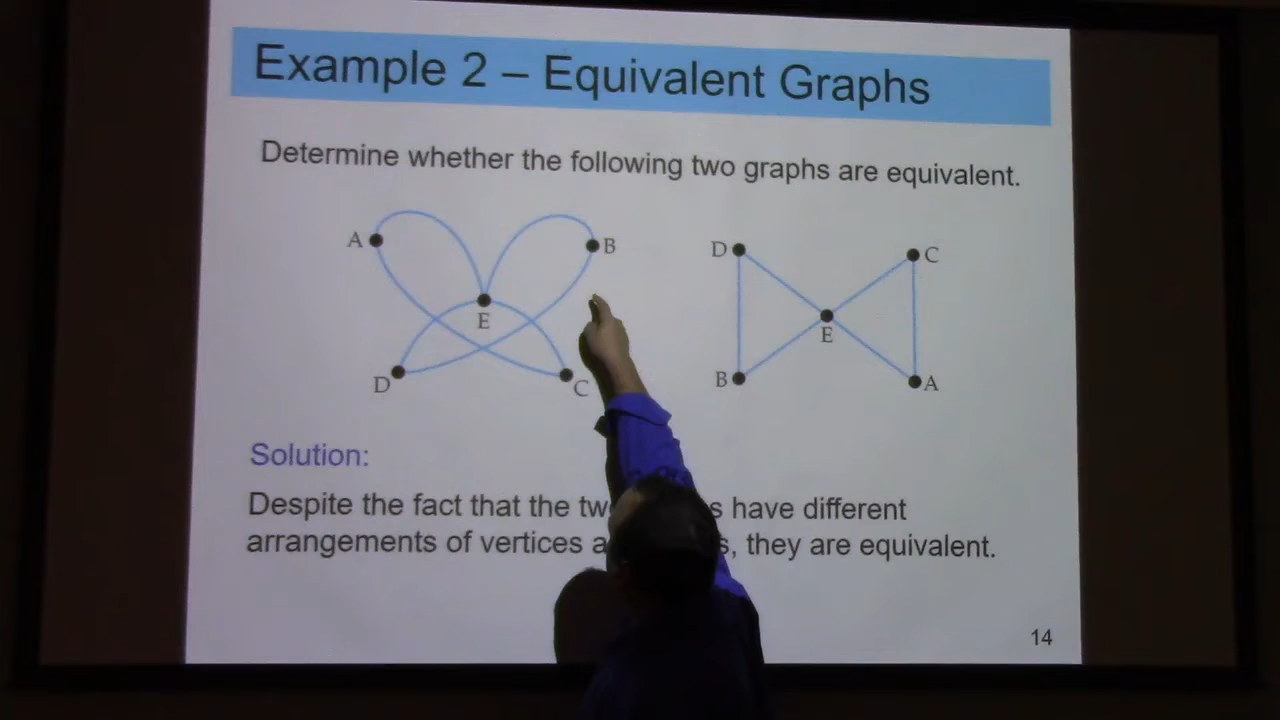 Example 2 – Equivalent Graphs
Determine whether the following two graphs are equivalent.
A
B
D
C
E
E
D
C
B
A
Solution:
Despite the fact that the have different
arrangements of vertices they are equivalent.
14